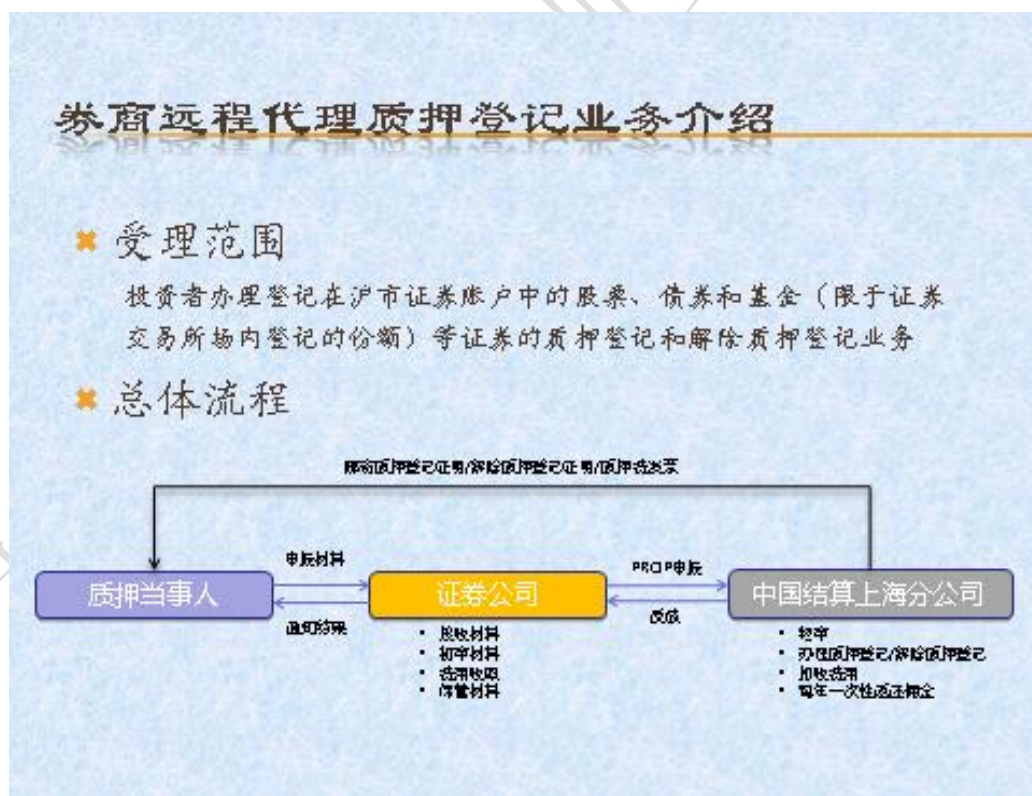 券商远程代理质押登记业务介绍
受理范围
投资者办理登记在沪市证券账户中的股票、债券和基金（限于证券
交易所场内登记的份额）等证券的质押登记和解除质押登记业务
总体流程
邮寄质押登记证明/解除质押登记证明/质押费发票
申报材料
PROP申报
质押当事人
证券公司
中国结算上海分公司
通知结果
反馈
• 接收材料
• 初审材料
• 费用收取
• 保管材料
• 复审
• 办理质押登记/解除质押登记
• 扣收费用
• 每年一次性返还佣金